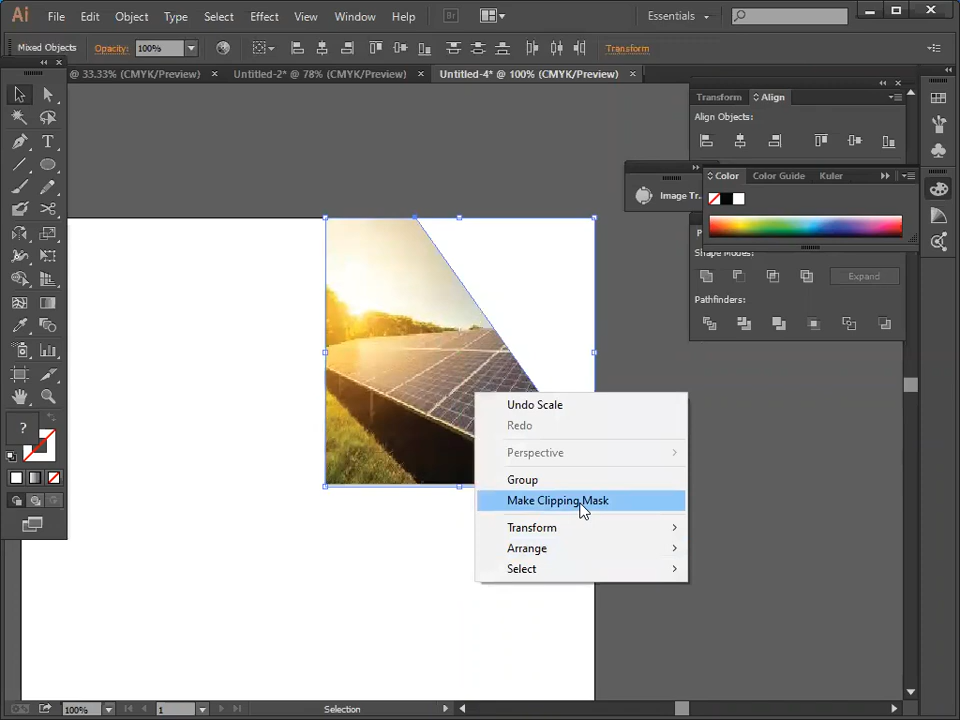 Ai File Edit Object Type Select Effect View Window Help Br Essentials
Mixed Objects Opacity: 100% Transform
@ 33.33% (CMYK/Preview) × Untitled-2* @ 78% (CMYK/Preview) × Untitled-4* @ 100% (CMYK/Preview) ×
Transform Align
Align Objects:
Color Color Guide Kuler
Image Tr...
Shape Modes:
Expand
Pathfinders:
Undo Scale
Redo
Perspective
Group
Make Clipping Mask
Transform
Arrange
Select
?
100% 1 Selection